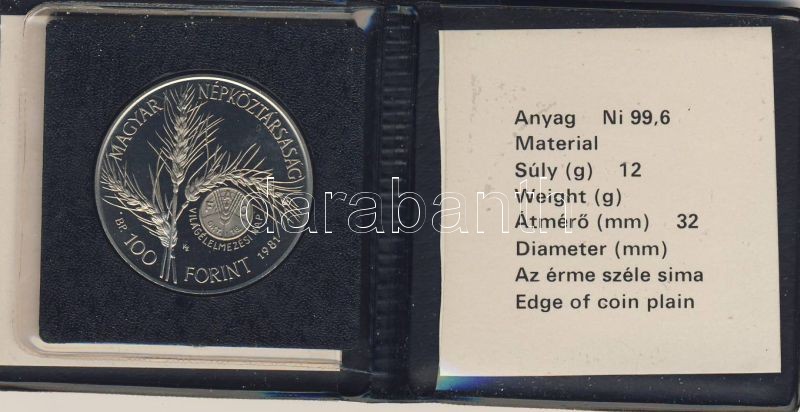 MAGYAR NÉPKÖZTÁRSASÁG
VILÁGÉLELMEZÉSI NAP
BP. 100 FORINT 1981
darabanth
Anyag Ni 99,6
Material
Súly (g) 12
Weight (g)
Átmérő (mm) 32
Diameter (mm)
Az érme széle sima
Edge of coin plain